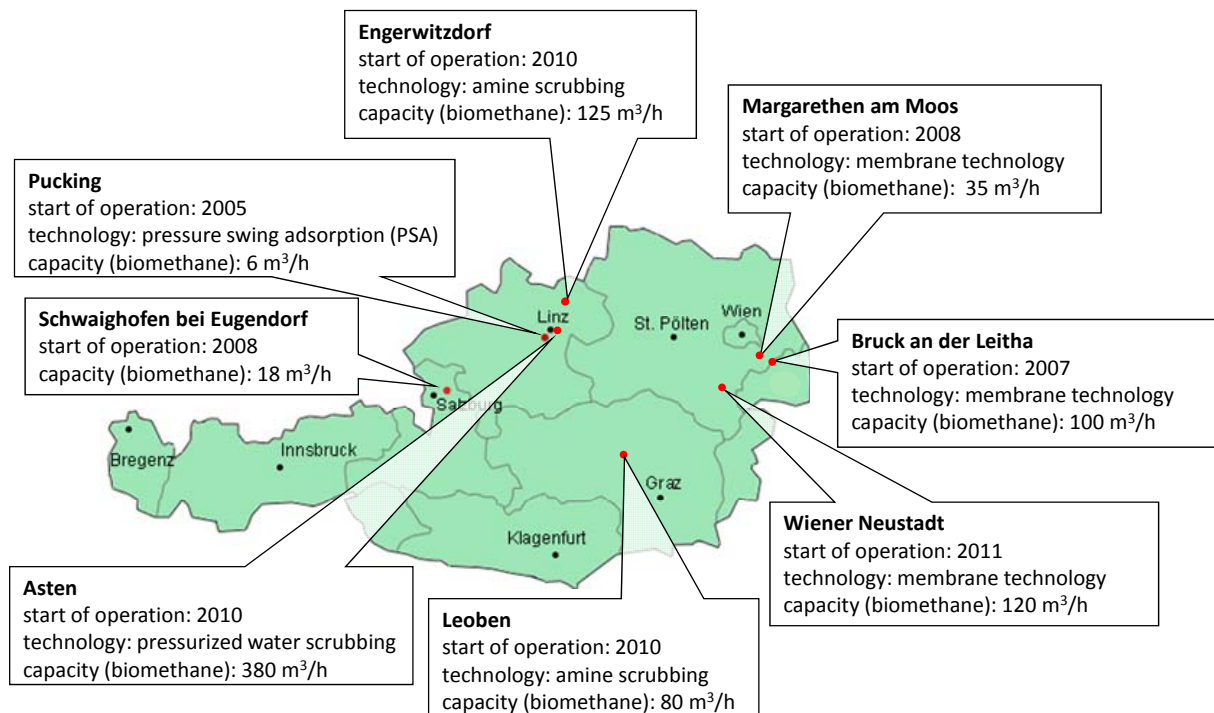 Engerwitzdorf
start of operation: 2010
technology: amine scrubbing
capacity (biomethane): 125 m³/h
Margarethen am Moos
start of operation: 2008
technology: membrane technology
capacity (biomethane):  35 m³/h
Pucking
start of operation: 2005
technology: pressure swing adsorption (PSA)
capacity (biomethane): 6 m³/h
Schwaighofen bei Eugendorf
start of operation: 2008
capacity (biomethane): 18 m³/h
Linz
St. Pölten
Wien
Bruck an der Leitha
start of operation: 2007
technology: membrane technology
capacity (biomethane): 100 m³/h
Salzburg
Bregenz
Innsbruck
Graz
Klagenfurt
Wiener Neustadt
start of operation: 2011
technology: membrane technology
capacity (biomethane): 120 m³/h
Asten
start of operation: 2010
technology: pressurized water scrubbing
capacity (biomethane): 380 m³/h
Leoben
start of operation: 2010
technology: amine scrubbing
capacity (biomethane): 80 m³/h